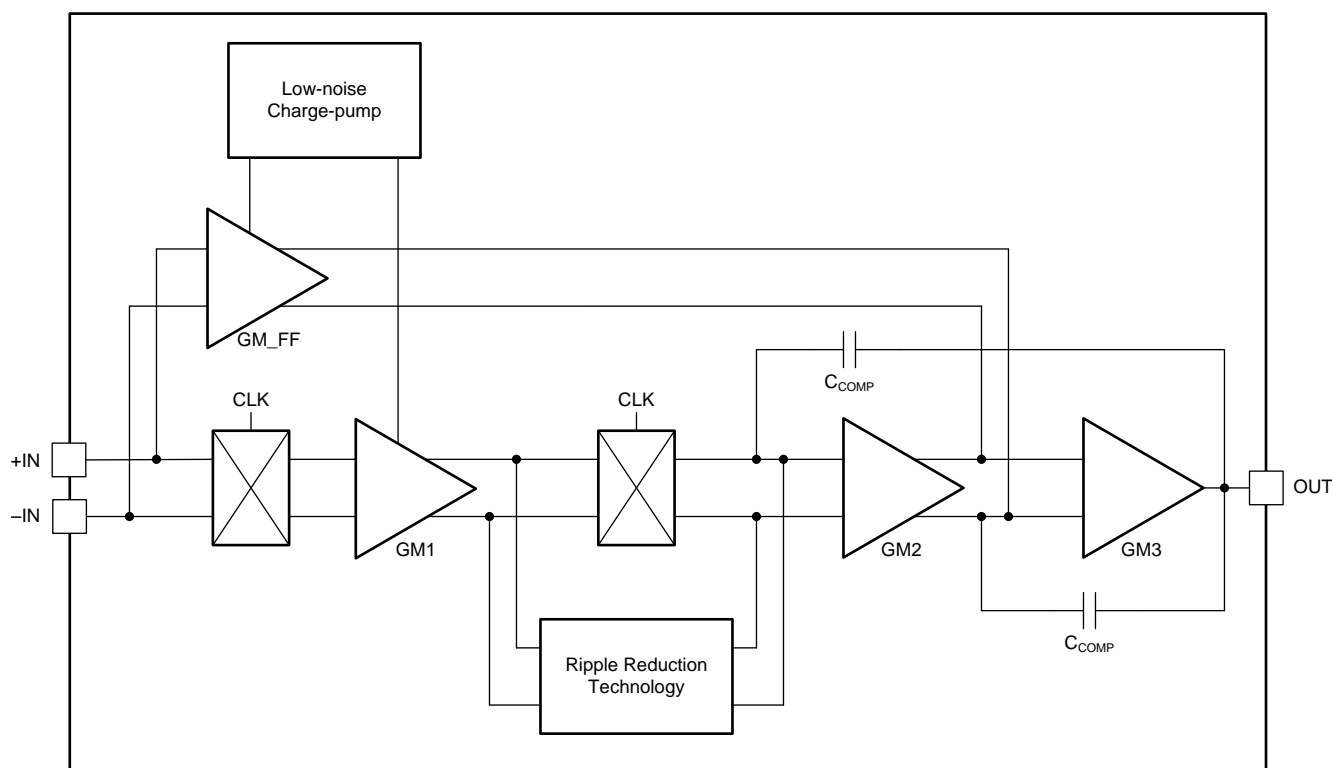 Low-noise
Charge-pump
GM_FF
CCOMP
CLK
CLK
+IN
–IN
OUT
GM1
GM2
GM3
CCOMP
Ripple Reduction
Technology